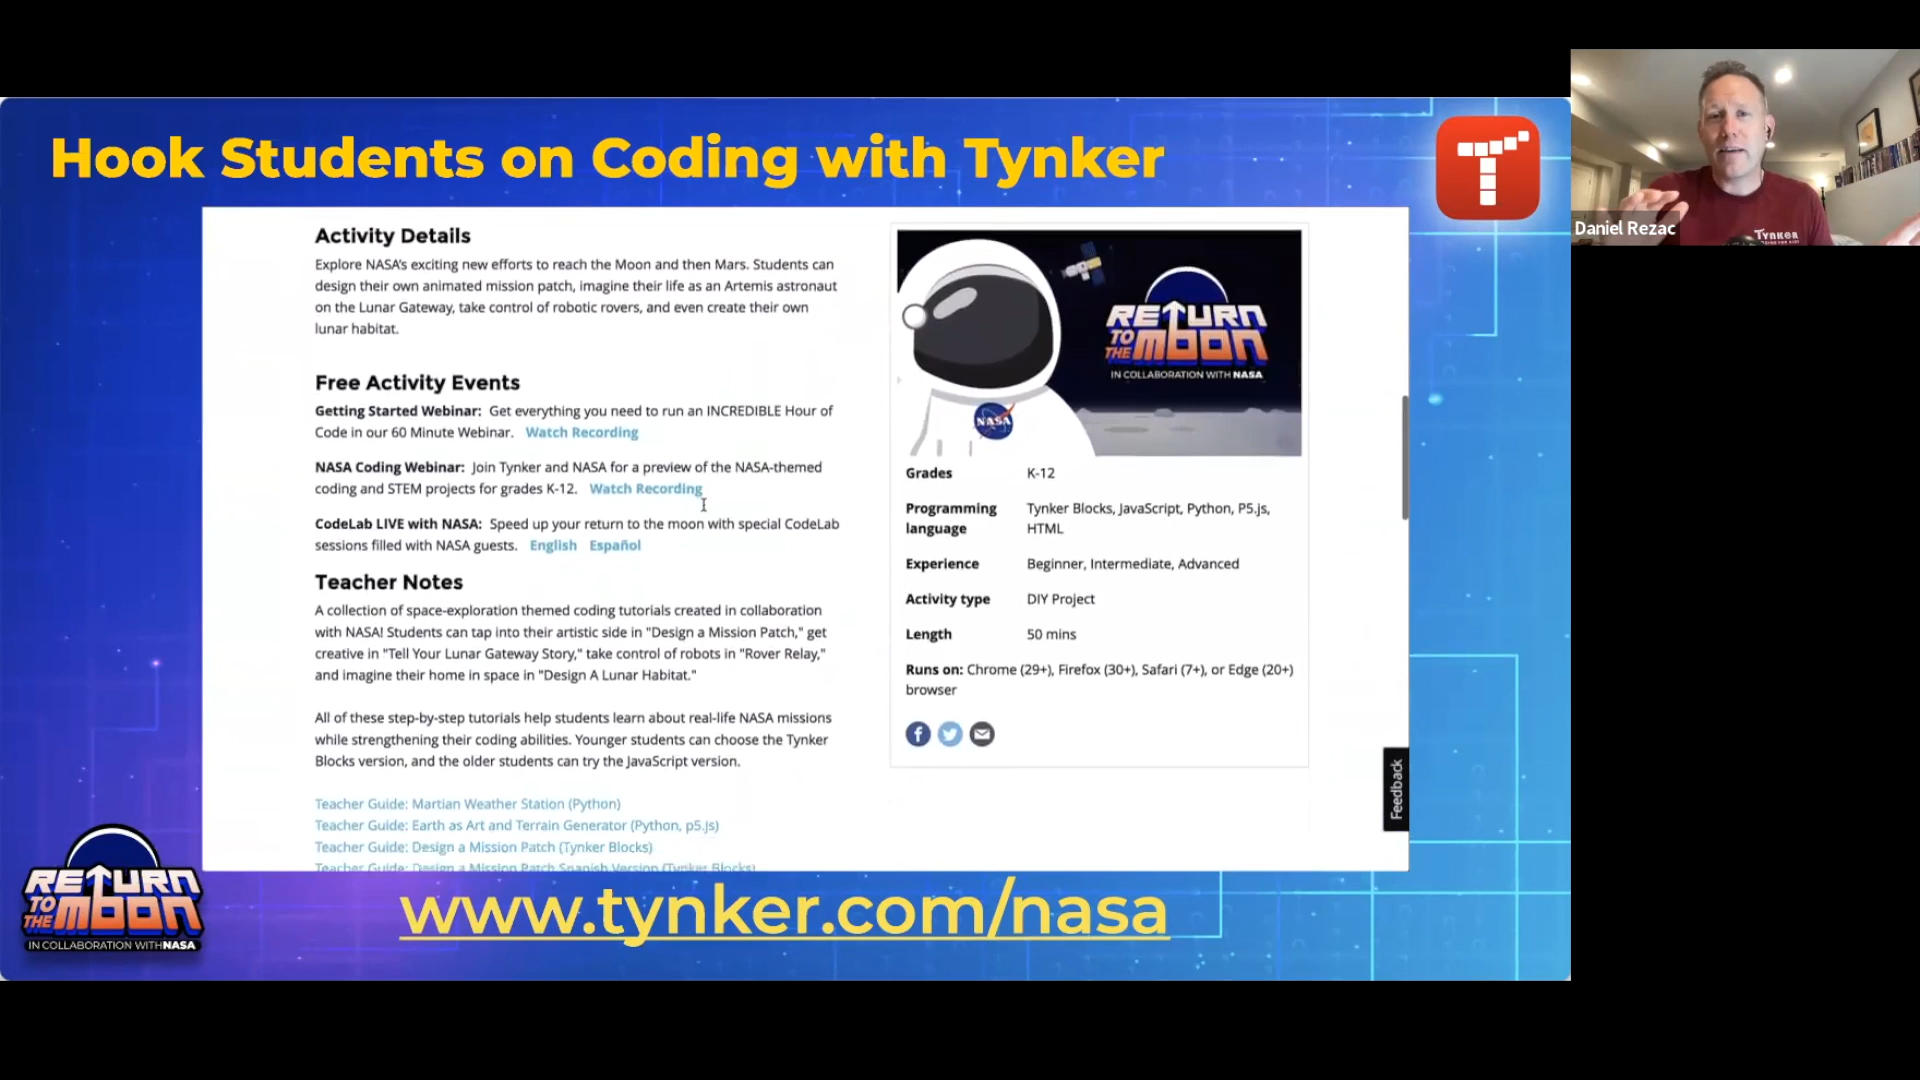 Hook Students on Coding with Tynker
Daniel Rezac
Tynker
Activity Details
Explore NASA's exciting new efforts to reach the Moon and then Mars. Students can
design their own animated mission patch, imagine their life as an Artemis astronaut
on the Lunar Gateway, take control of robotic rovers, and even create their own
lunar habitat.
Free Activity Events
Getting Started Webinar: Get everything you need to run an INCREDIBLE Hour of
Code in our 60 Minute Webinar. Watch Recording
NASA Coding Webinar: Join Tynker and NASA for a preview of the NASA-themed
coding and STEM projects for grades K-12. Watch Recording
CodeLab LIVE with NASA: Speed up your return to the moon with special CodeLab
sessions filled with NASA guests. English Español
Teacher Notes
A collection of space-exploration themed coding tutorials created in collaboration
with NASA! Students can tap into their artistic side in "Design a Mission Patch," get
creative in "Tell Your Lunar Gateway Story," take control of robots in "Rover Relay,"
and imagine their home in space in "Design A Lunar Habitat."
All of these step-by-step tutorials help students learn about real-life NASA missions
while strengthening their coding abilities. Younger students can choose the Tynker
Blocks version, and the older students can try the JavaScript version.
Teacher Guide: Martian Weather Station (Python)
Teacher Guide: Earth as Art and Terrain Generator (Python, p5.js)
Teacher Guide: Design a Mission Patch (Tynker Blocks)
Teacher Guide: Design a Mission Patch Spanish Version (Tynker Blocks)
RETURN
TO THE MOON
IN COLLABORATION WITH NASA
NASA
Grades K-12
Programming language Tynker Blocks, JavaScript, Python, P5.js, HTML
Experience Beginner, Intermediate, Advanced
Activity type DIY Project
Length 50 mins
Runs on: Chrome (29+), Firefox (30+), Safari (7+), or Edge (20+)
browser
Feedback
RETURN
TO THE MOON
IN COLLABORATION WITH NASA
www.tynker.com/nasa